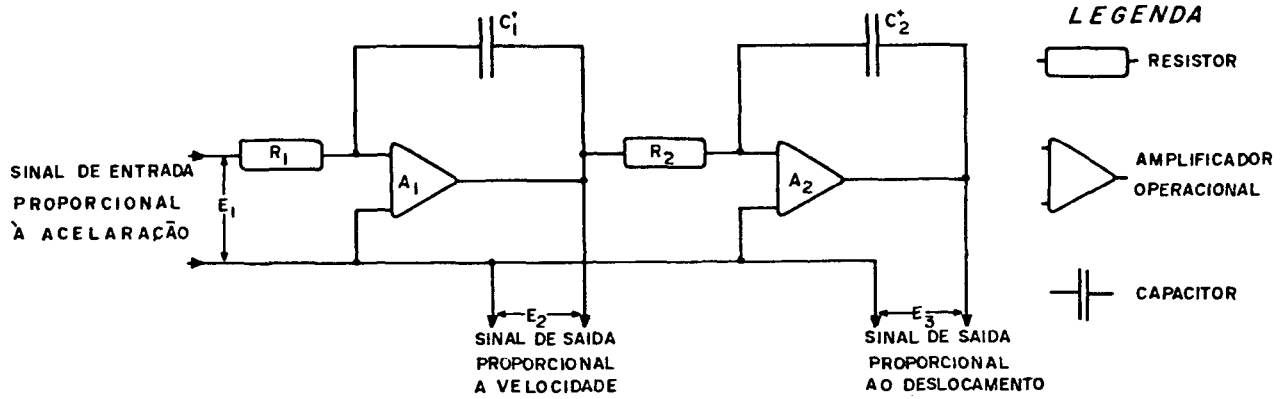 C₁⁺
C₂⁺
LEGENDA
RESISTOR
R₁
A₁
R₂
A₂
SINAL DE ENTRADA
PROPORCIONAL
À ACELARAÇÃO
E₁
AMPLIFICADOR
OPERACIONAL
CAPACITOR
E₂
SINAL DE SAIDA
PROPORCIONAL
A VELOCIDADE
E₃
SINAL DE SAIDA
PROPORCIONAL
AO DESLOCAMENTO